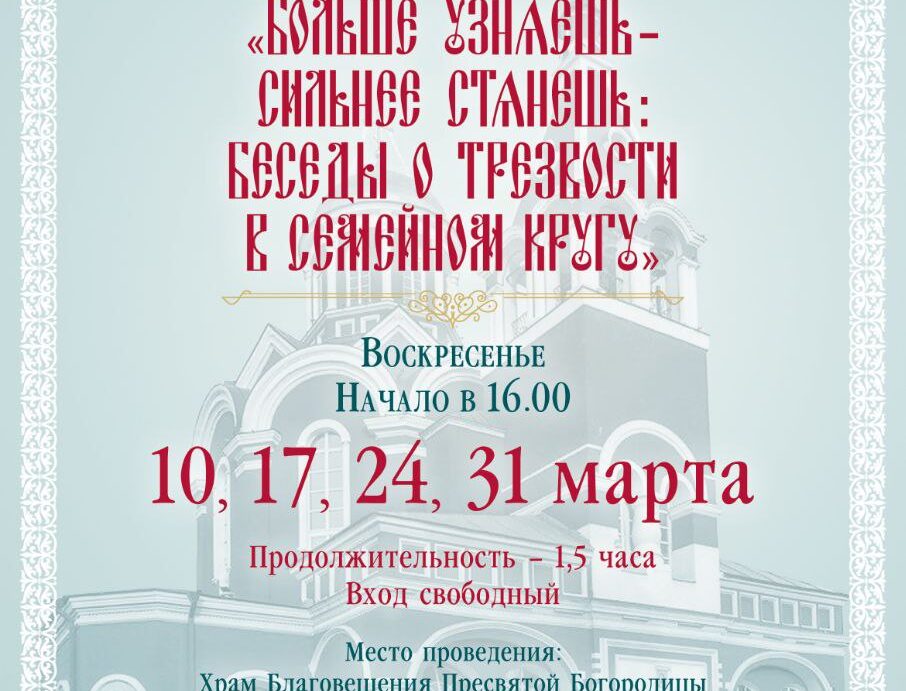 «БОЛЬШЕ УЗНАЕШЬ-
СИЛЬНЕЕ СТАНЕШЬ:
БЕСЕДЫ О ТРЕЗВОСТИ
В СЕМЕЙНОМ КРУГУ»
Воскресенье
Начало в 16.00
10, 17, 24, 31 марта
Продолжительность – 1,5 часа
Вход свободный
Место проведения:
Храм Благовещения Пресвятой Богородицы